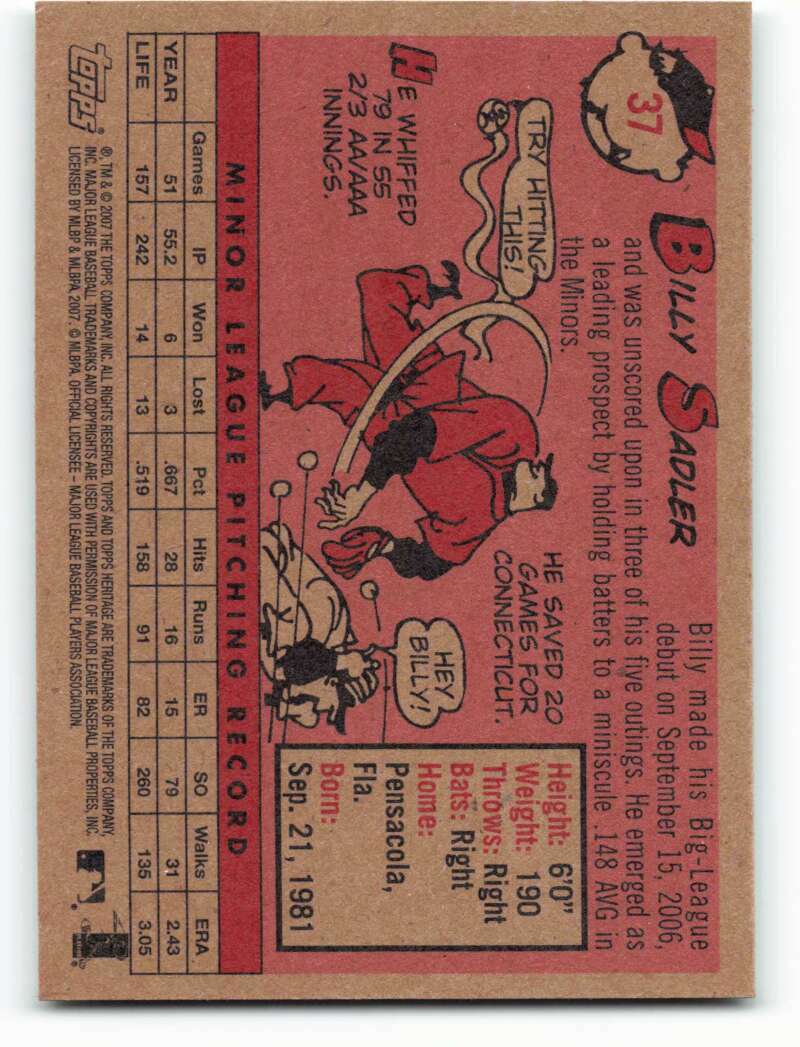 37
BILLY SADLER
Billy made his Big-League
debut on September 15, 2006,
and was unscored upon in three of his five outings. He emerged as
a leading prospect by holding batters to a miniscule .148 AVG in
the Minors.
TRY HITTING
THIS!
HE WHIFFED
79 IN 55
2/3 AA/AAA
INNINGS.
HE SAVED 20
GAMES FOR
CONNECTICUT.
HEY
BILLY!
Height: 6'0"
Weight: 190
Throws: Right
Bats: Right
Home:
Pensacola,
Fla.
Born:
Sep. 21, 1981
MINOR LEAGUE PITCHING RECORD
Games IP Won Lost Pct Hits Runs ER SO Walks ERA
YEAR 51 55.2 6 3 .667 28 16 15 79 31 2.43
LIFE 157 242 14 13 .519 158 91 82 260 135 3.05
topps®
®, TM & © 2007 THE TOPPS COMPANY, INC. ALL RIGHTS RESERVED. TOPPS AND TOPPS HERITAGE ARE TRADEMARKS OF THE TOPPS COMPANY,
INC. MAJOR LEAGUE BASEBALL TRADEMARKS AND COPYRIGHTS ARE USED WITH PERMISSION OF MAJOR LEAGUE BASEBALL PROPERTIES, INC.
LICENSED BY MLBP & MLBPA, 2007. © MLBPA. OFFICIAL LICENSEE – MAJOR LEAGUE BASEBALL PLAYERS ASSOCIATION.